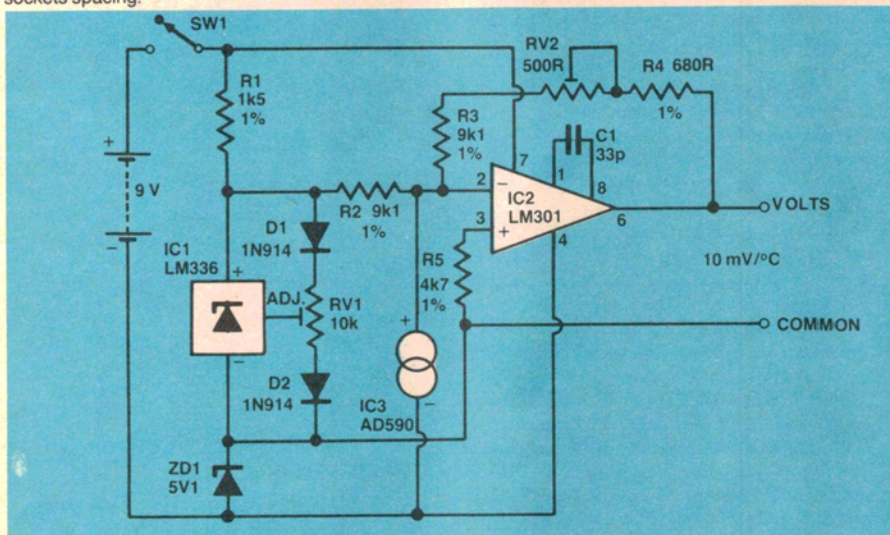 sockets spacing.
SW1
RV2
500R
R4 680R
1%
R1
1k5
1%
R3
9k1
1%
C1
33p
+
9 V
−
7
1
8
2
−
IC2
LM301
6
VOLTS
3
+
4
R2 9k1
1%
D1
1N914
IC1
LM336
+
ADJ.
RV1
10k
−
R5
4k7
1%
10 mV/°C
COMMON
+
D2
1N914
IC3
AD590
−
ZD1
5V1